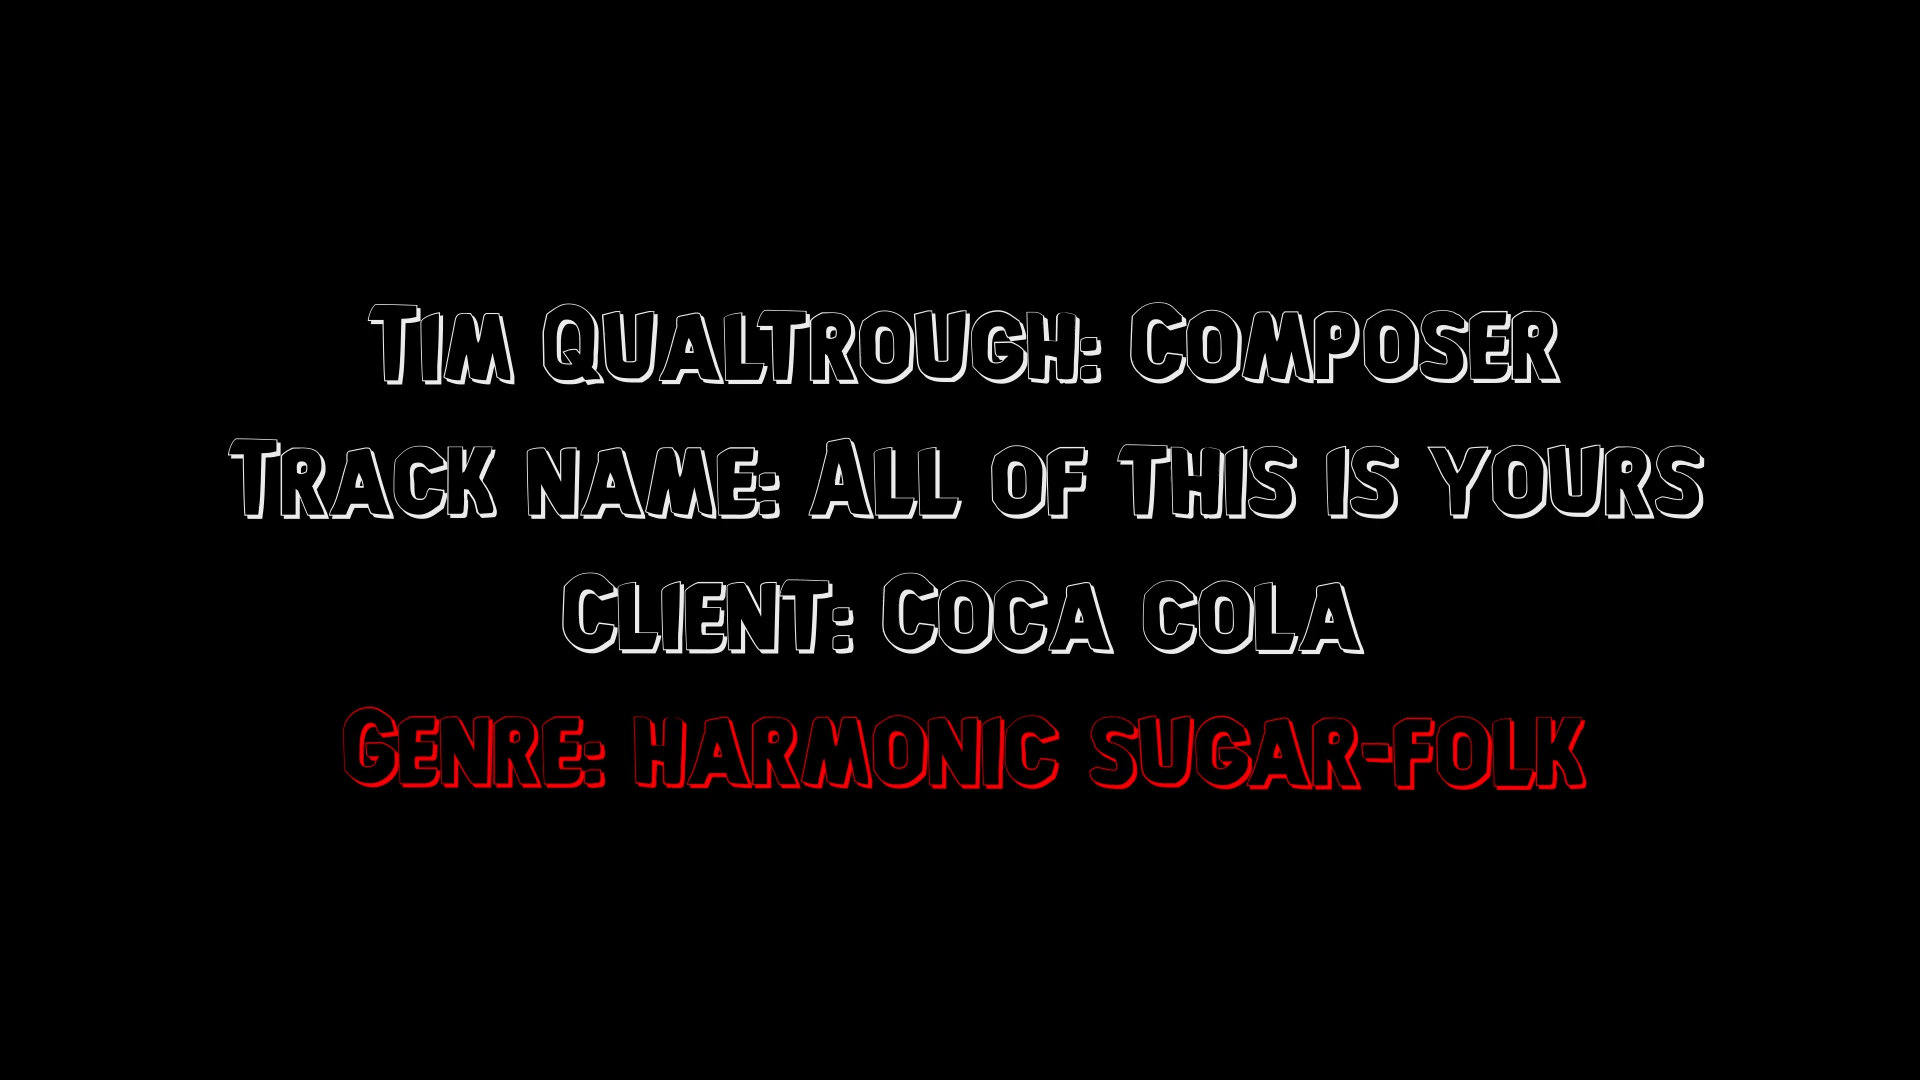 Tim Qualtrough: Composer
Track name: All of this is yours
Client: Coca cola
Genre: harmonic sugar-folk